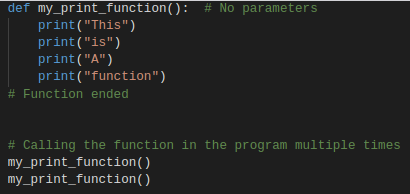 def my_print_function():  # No parameters
    print("This")
    print("is")
    print("A")
    print("function")
# Function ended
# Calling the function in the program multiple times
my_print_function()
my_print_function()